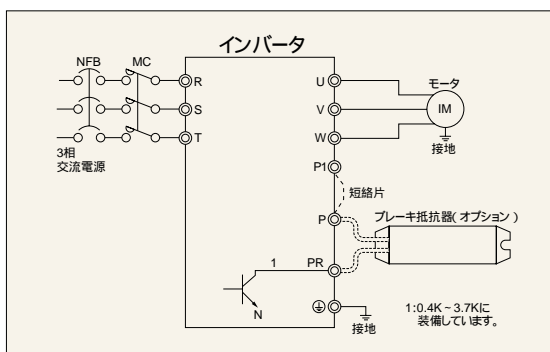 インバータ
NFB
MC
R
S
T
3相
交流電源
U
V
W
P1
P
PR
モータ
IM
接地
短絡片
ブレーキ抵抗器(オプション)
1
N
接地
1:0.4K~3.7Kに
装備しています。